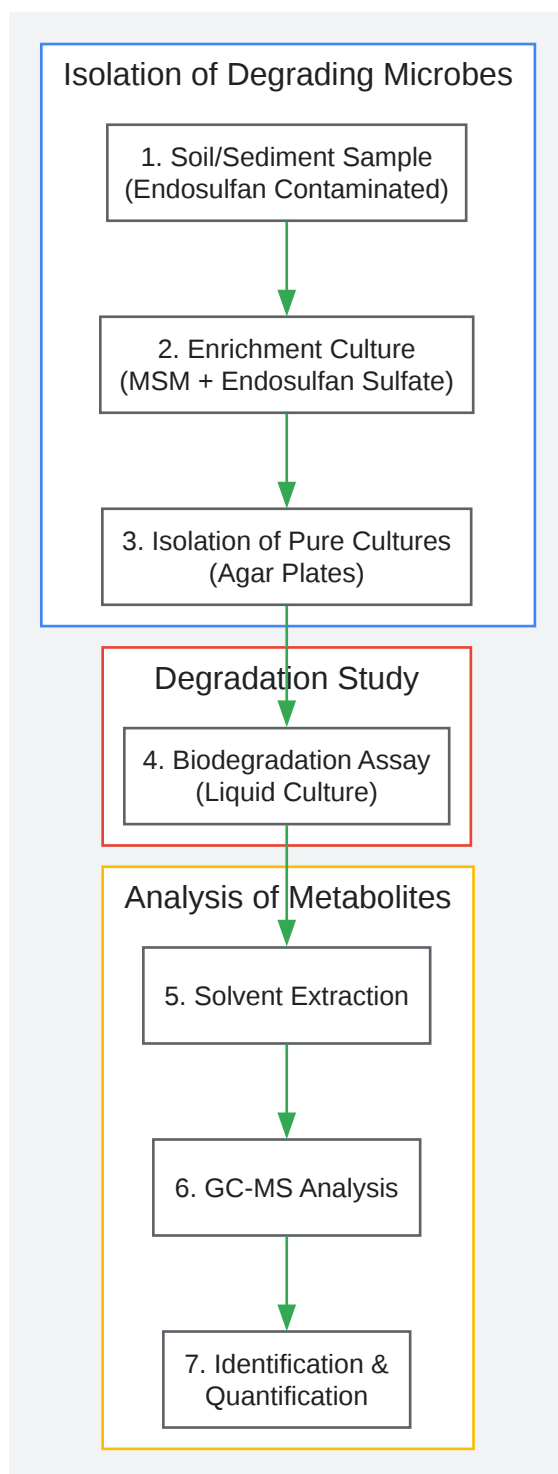 Isolation of Degrading Microbes
1. Soil/Sediment Sample
(Endosulfan Contaminated)
2. Enrichment Culture
(MSM + Endosulfan Sulfate)
3. Isolation of Pure Cultures
(Agar Plates)
Degradation Study
4. Biodegradation Assay
(Liquid Culture)
Analysis of Metabolites
5. Solvent Extraction
6. GC-MS Analysis
7. Identification &
Quantification